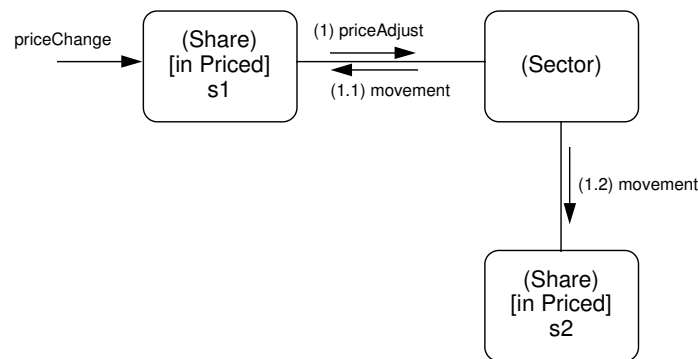 priceChange
(Share)
[in Priced]
s1
(1) priceAdjust
(1.1) movement
(Sector)
(1.2) movement
(Share)
[in Priced]
s2